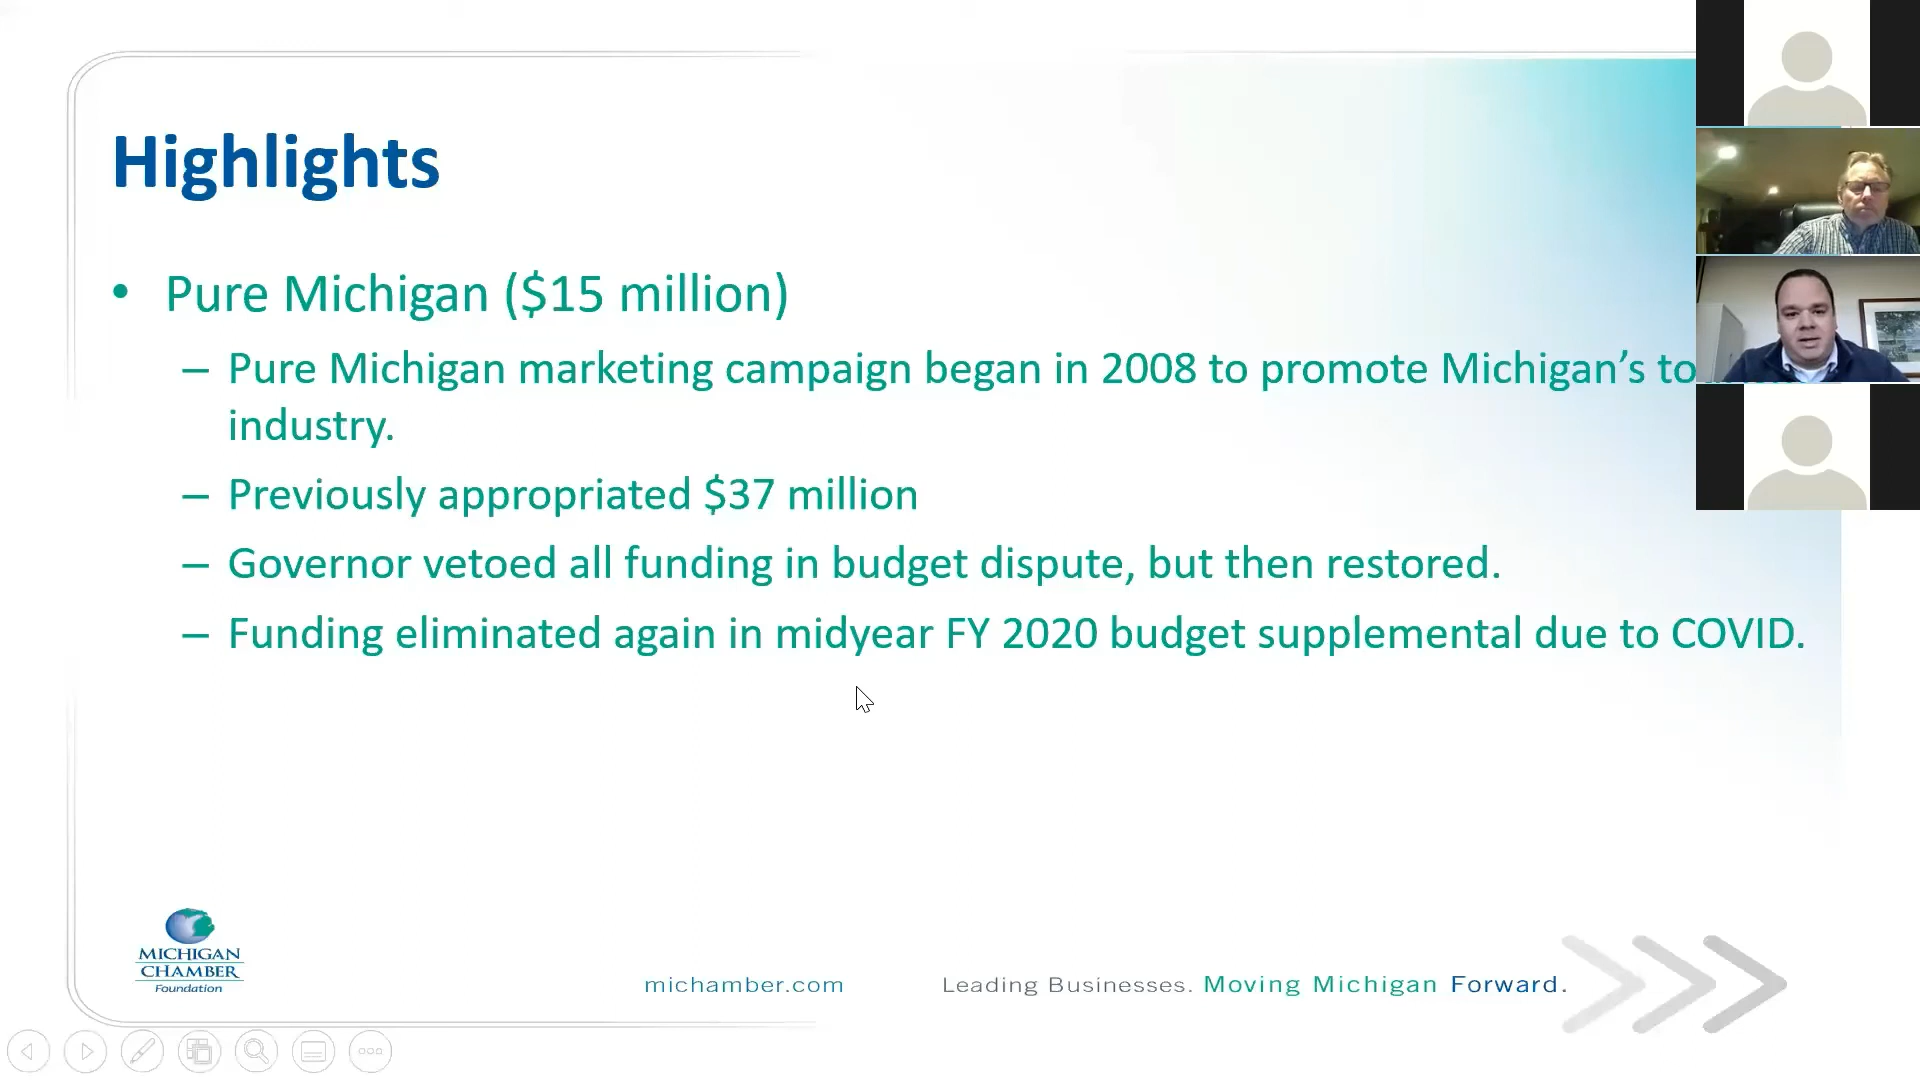 Highlights
• Pure Michigan ($15 million)
– Pure Michigan marketing campaign began in 2008 to promote Michigan’s
industry.
– Previously appropriated $37 million
– Governor vetoed all funding in budget dispute, but then restored.
– Funding eliminated again in midyear FY 2020 budget supplemental due to COVID.
MICHIGAN
CHAMBER
Foundation
michamber.com
Leading Businesses. Moving Michigan Forward.